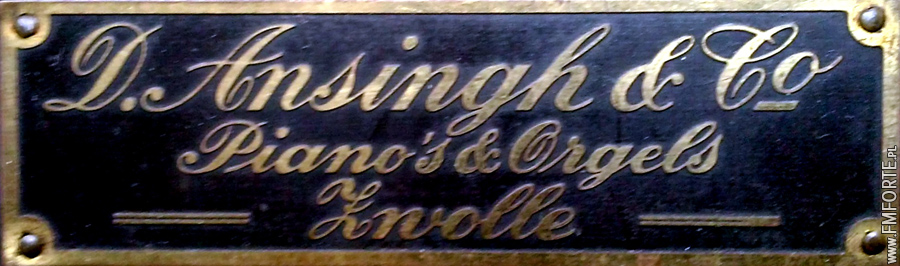 D. Ansingh & Co
Piano's & Orgels
Zwolle
www.FMFORTE.PL